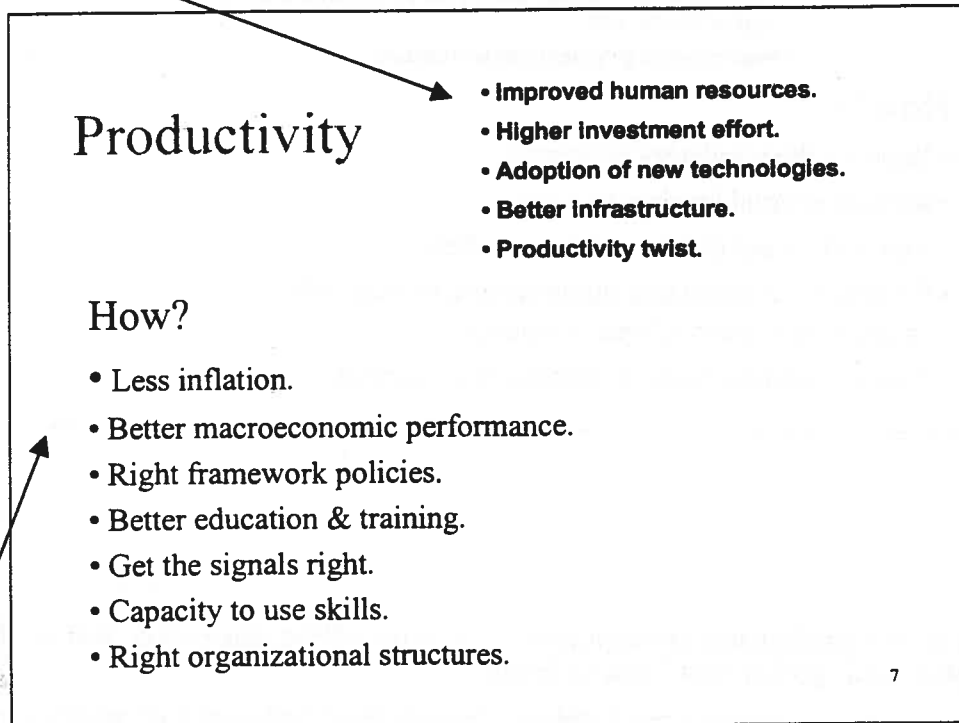 Productivity
• Improved human resources.
• Higher investment effort.
• Adoption of new technologies.
• Better infrastructure.
• Productivity twist.
How?
• Less inflation.
• Better macroeconomic performance.
• Right framework policies.
• Better education & training.
• Get the signals right.
• Capacity to use skills.
• Right organizational structures.
7